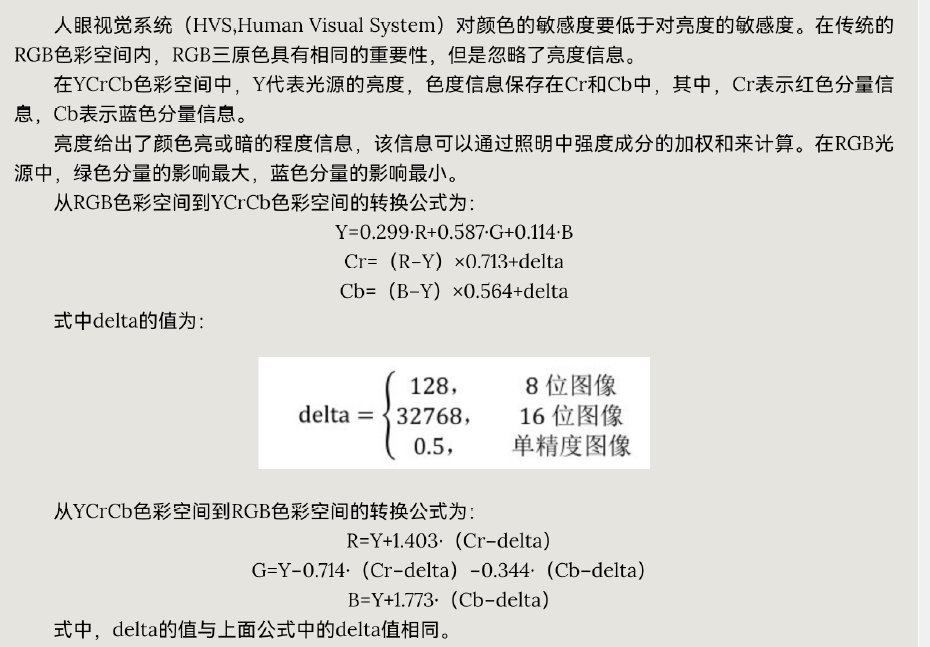 人眼视觉系统（HVS,Human Visual System）对颜色的敏感度要低于对亮度的敏感度。在传统的
RGB色彩空间内，RGB三原色具有相同的重要性，但是忽略了亮度信息。
在YCrCb色彩空间中，Y代表光源的亮度，色度信息保存在Cr和Cb中，其中，Cr表示红色分量信
息，Cb表示蓝色分量信息。
亮度给出了颜色亮或暗的程度信息，该信息可以通过照明中强度成分的加权和来计算。在RGB光
源中，绿色分量的影响最大，蓝色分量的影响最小。
从RGB色彩空间到YCrCb色彩空间的转换公式为：
Y=0.299·R+0.587·G+0.114·B
Cr=（R-Y）×0.713+delta
Cb=（B-Y）×0.564+delta
式中delta的值为：
128， 8 位图像
delta = { 32768， 16 位图像
0.5， 单精度图像
从YCrCb色彩空间到RGB色彩空间的转换公式为：
R=Y+1.403·（Cr-delta）
G=Y-0.714·（Cr-delta）-0.344·（Cb-delta）
B=Y+1.773·（Cb-delta）
式中，delta的值与上面公式中的delta值相同。